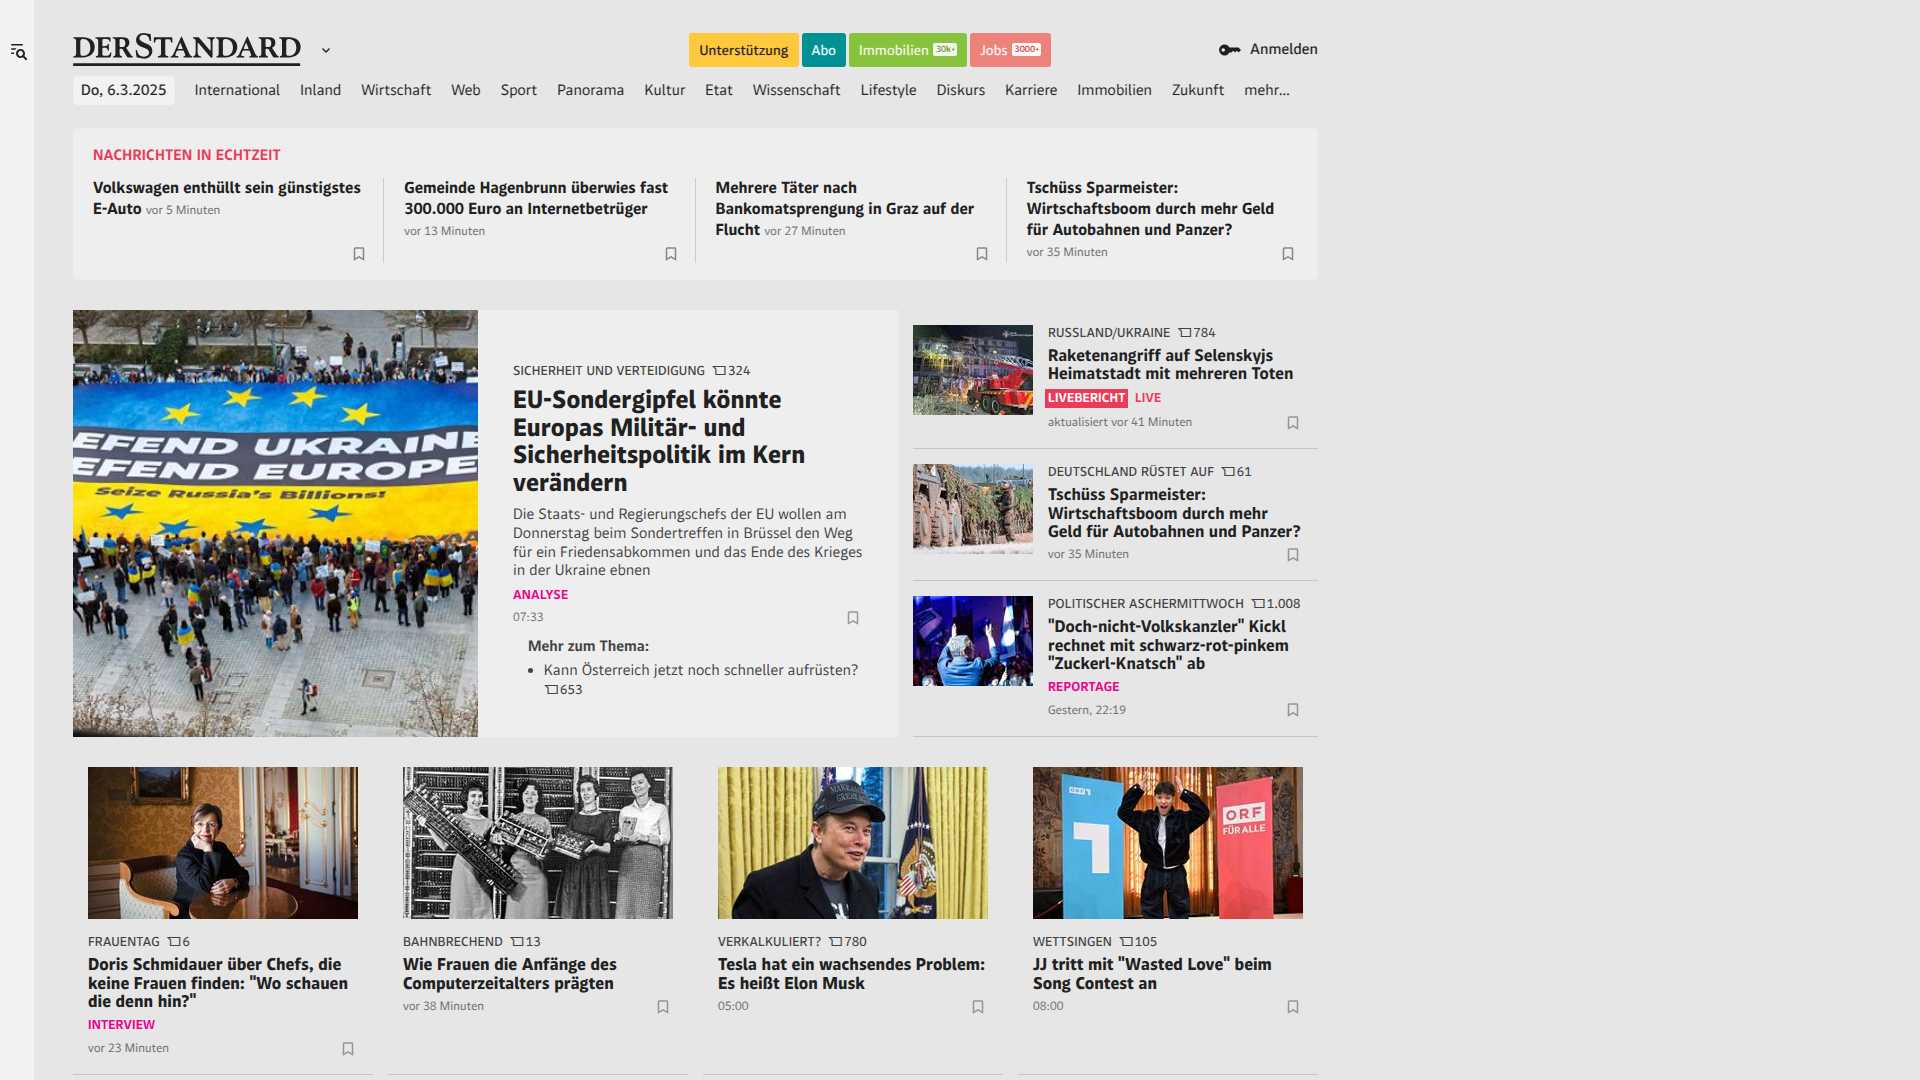 DERSTANDARD
Unterstützung
Abo
Immobilien 30k+
Jobs 3000+
Anmelden
Do, 6.3.2025
International
Inland
Wirtschaft
Web
Sport
Panorama
Kultur
Etat
Wissenschaft
Lifestyle
Diskurs
Karriere
Immobilien
Zukunft
mehr...
NACHRICHTEN IN ECHTZEIT
Volkswagen enthüllt sein günstigstes
E-Auto vor 5 Minuten
Gemeinde Hagenbrunn überwies fast
300.000 Euro an Internetbetrüger
vor 13 Minuten
Mehrere Täter nach
Bankomatsprengung in Graz auf der
Flucht vor 27 Minuten
Tschüss Sparmeister:
Wirtschaftsboom durch mehr Geld
für Autobahnen und Panzer?
vor 35 Minuten
EFEND UKRAINE
EFEND EUROPE
Seize Russia's Billions!
SICHERHEIT UND VERTEIDIGUNG 324
EU-Sondergipfel könnte
Europas Militär- und
Sicherheitspolitik im Kern
verändern
Die Staats- und Regierungschefs der EU wollen am
Donnerstag beim Sondertreffen in Brüssel den Weg
für ein Friedensabkommen und das Ende des Krieges
in der Ukraine ebnen
ANALYSE
07:33
Mehr zum Thema:
• Kann Österreich jetzt noch schneller aufrüsten?
653
RUSSLAND/UKRAINE 784
Raketenangriff auf Selenskyjs
Heimatstadt mit mehreren Toten
LIVEBERICHT LIVE
aktualisiert vor 41 Minuten
DEUTSCHLAND RÜSTET AUF 61
Tschüss Sparmeister:
Wirtschaftsboom durch mehr
Geld für Autobahnen und Panzer?
vor 35 Minuten
POLITISCHER ASCHERMITTWOCH 1.008
"Doch-nicht-Volkskanzler" Kickl
rechnet mit schwarz-rot-pinkem
"Zuckerl-Knatsch" ab
REPORTAGE
Gestern, 22:19
FRAUENTAG 6
Doris Schmidauer über Chefs, die
keine Frauen finden: "Wo schauen
die denn hin?"
INTERVIEW
vor 23 Minuten
BAHNBRECHEND 13
Wie Frauen die Anfänge des
Computerzeitalters prägten
vor 38 Minuten
VERKALKULIERT? 780
Tesla hat ein wachsendes Problem:
Es heißt Elon Musk
05:00
ORF
FÜR ALLE
WETTSINGEN 105
JJ tritt mit "Wasted Love" beim
Song Contest an
08:00